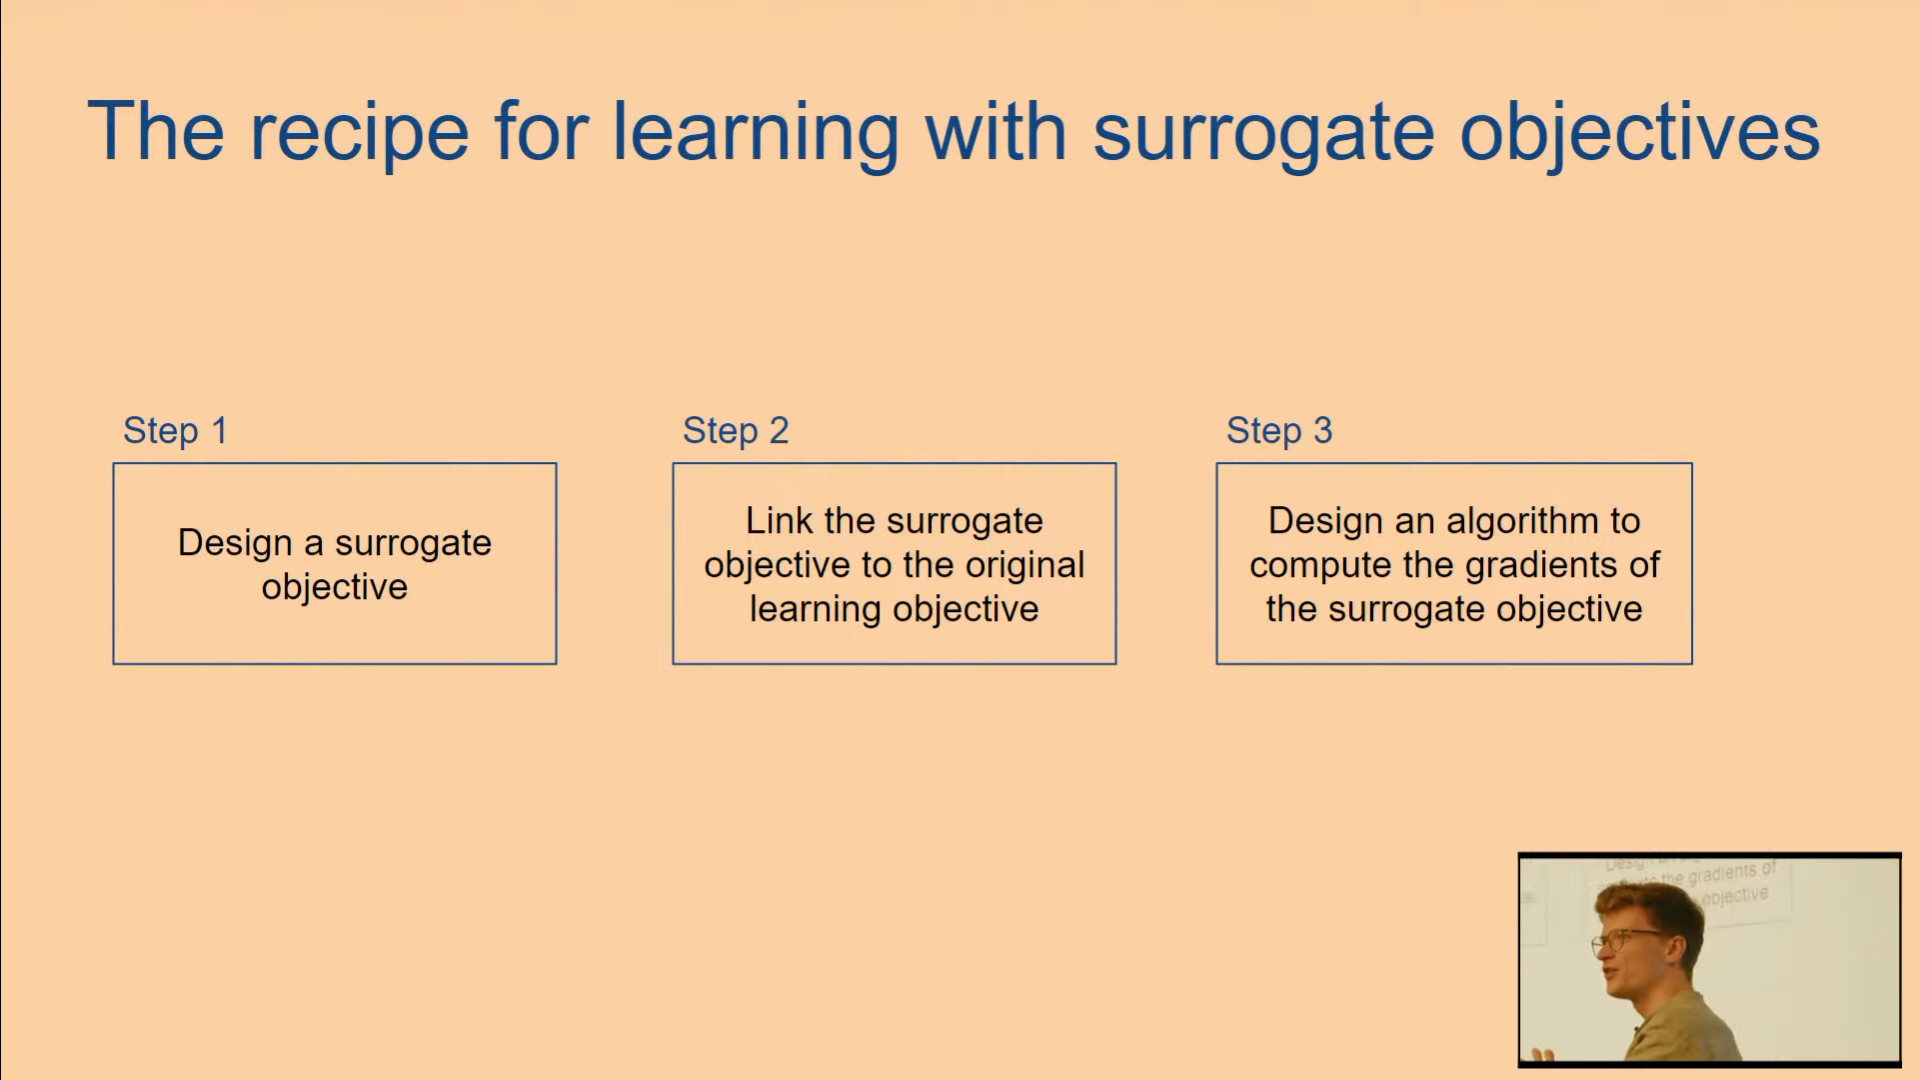 The recipe for learning with surrogate objectives
Step 1
Design a surrogate
objective
Step 2
Link the surrogate
objective to the original
learning objective
Step 3
Design an algorithm to
compute the gradients of
the surrogate objective
Design
the gradients of
objective